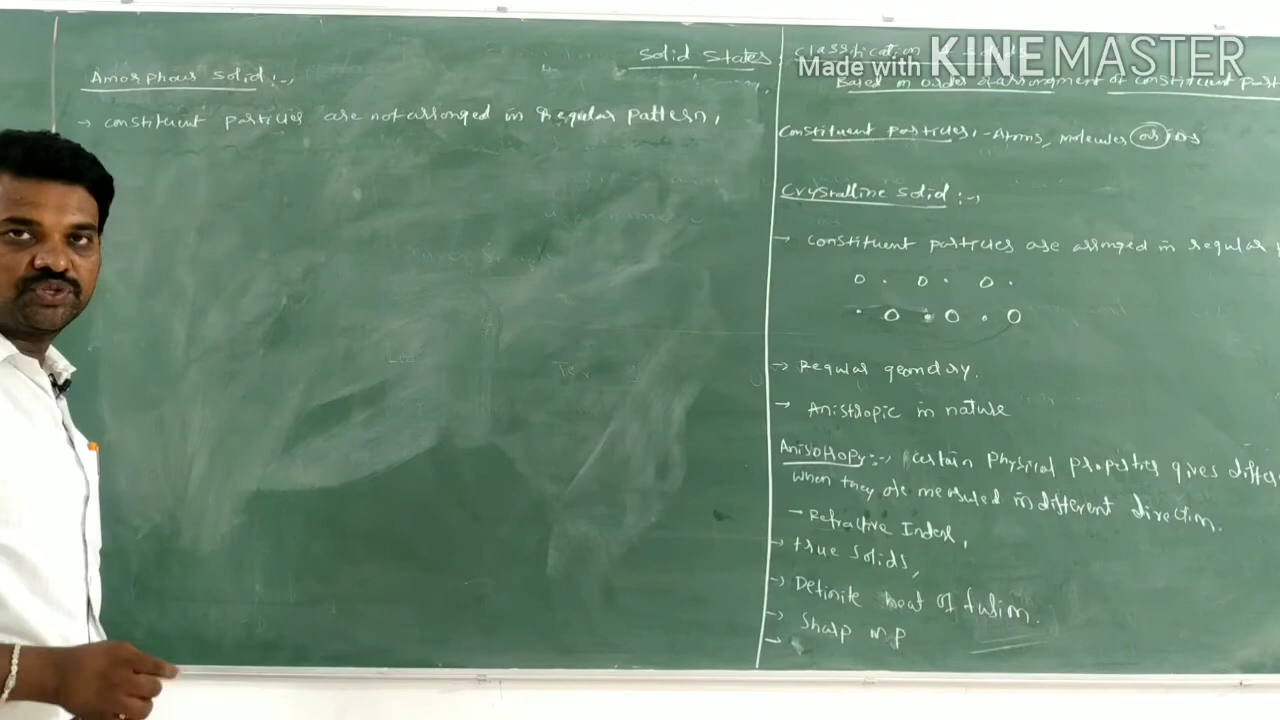 Solid States,
Amorphous solid:-,
→ constituent particles are not arranged in Regular pattern,
Classification
Made with KINEMASTER
Based on order of arrangment of constituent
Constituent particles,-Atoms, molecules or ions
Crystalline solid:-,
→ constituent particles are arranged in regular
→ Regular geometry.
→ Anistropic in nature
Anisotropy:-, certain physical properties gives
when they are measured in different direction.
→ Refractive Index,
→ true solids,
→ Definite heat of fusion.
→ Sharp m.p
→